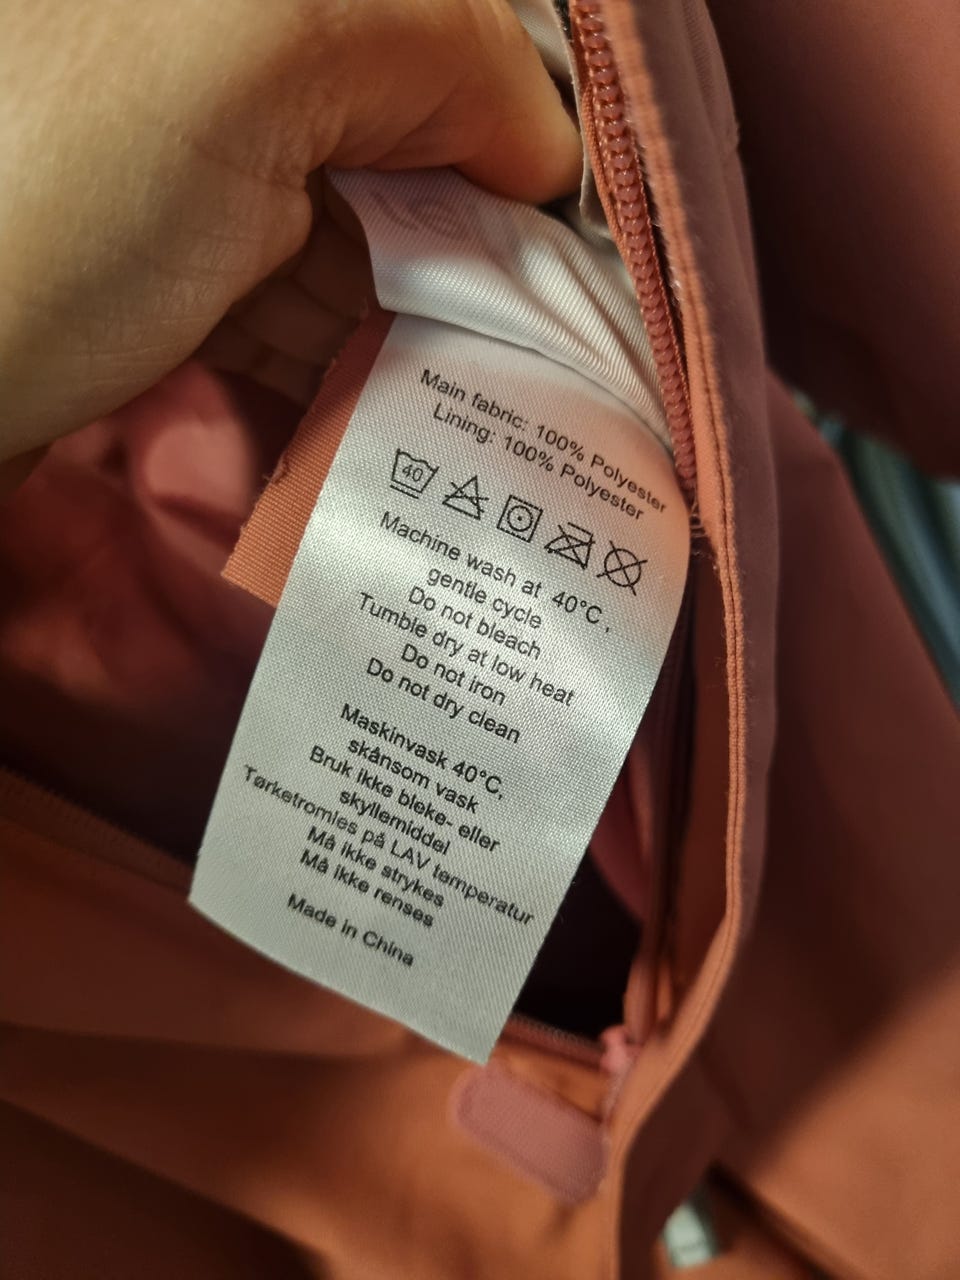 Main fabric: 100% Polyester
Lining: 100% Polyester
40
Machine wash at 40°C,
gentle cycle
Do not bleach
Tumble dry at low heat
Do not iron
Do not dry clean
Maskinvask 40°C,
skånsom vask
Bruk ikke bleke- eller
skyllemiddel
Tørketromles på LAV temperatur
Må ikke strykes
Må ikke renses
Made in China